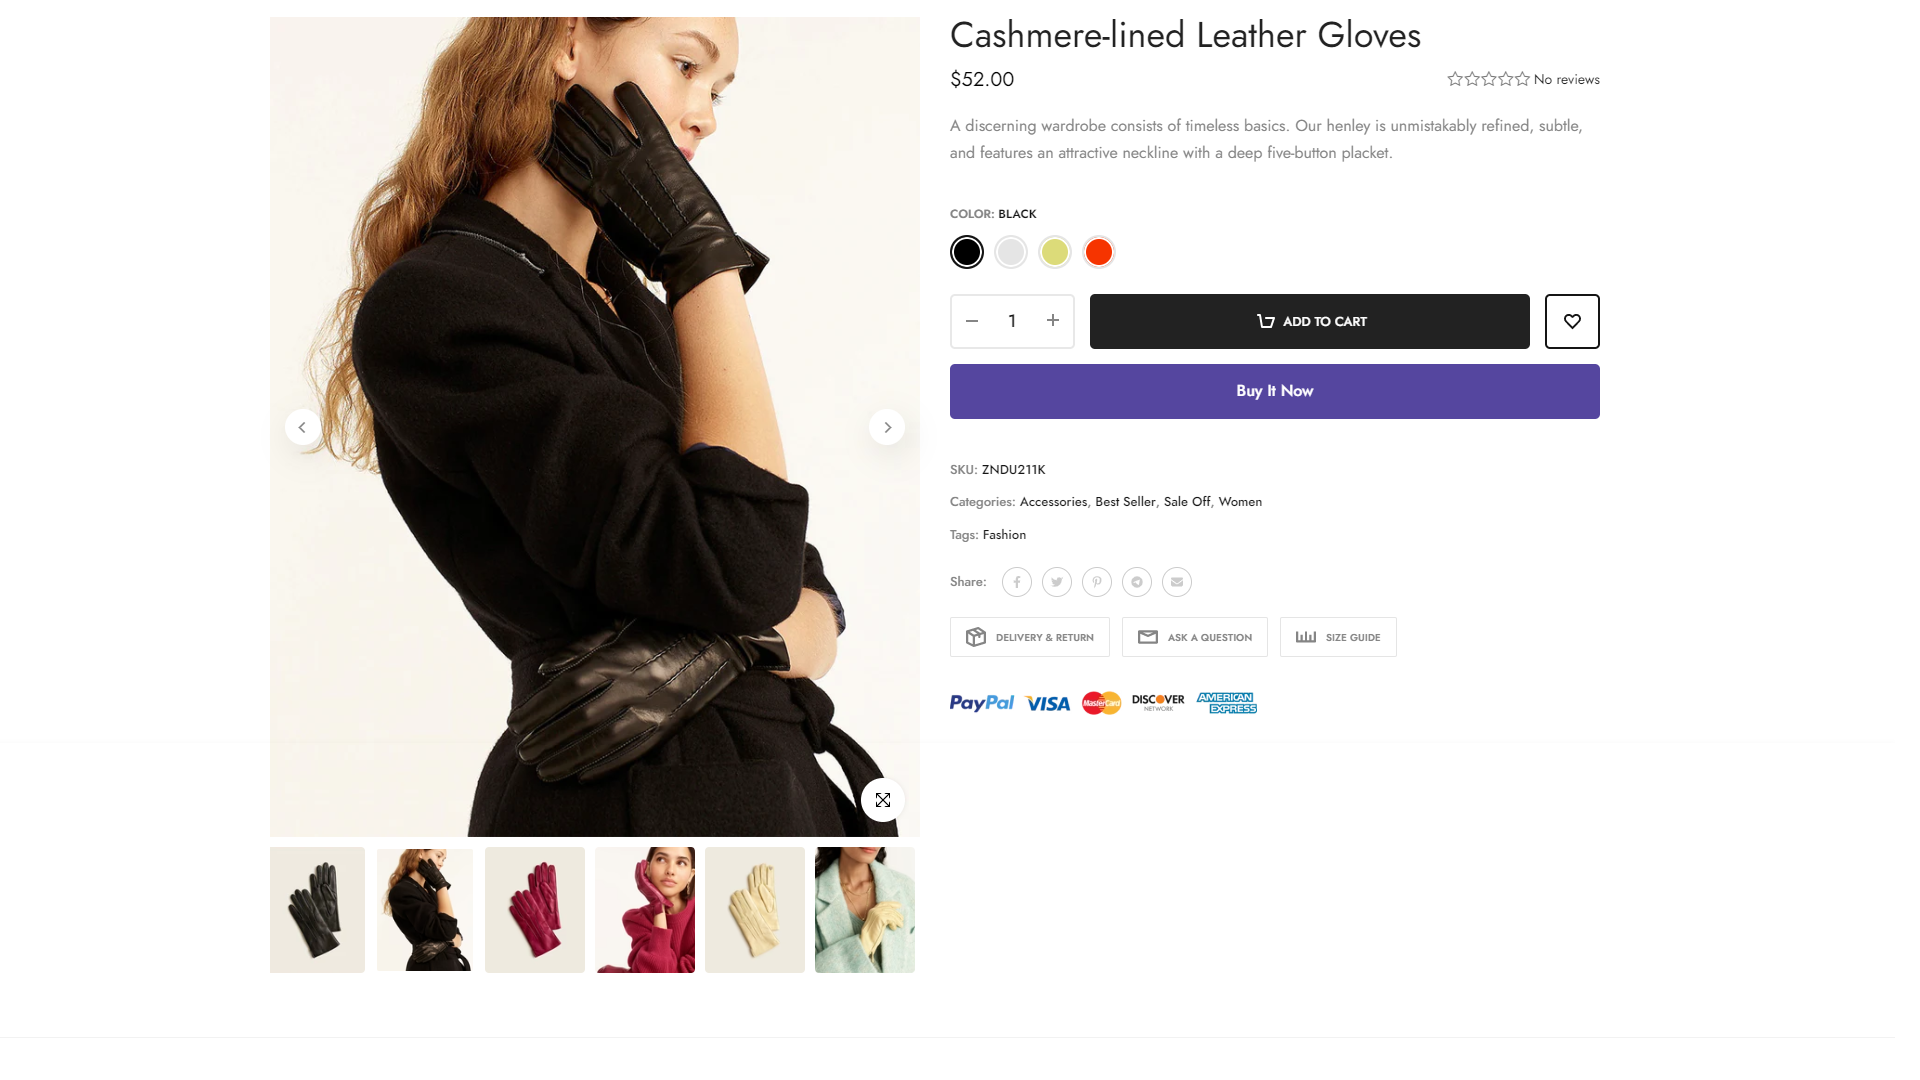 Cashmere-lined Leather Gloves
$52.00
No reviews
A discerning wardrobe consists of timeless basics. Our henley is unmistakably refined, subtle,
and features an attractive neckline with a deep five-button placket.
COLOR: BLACK
1
ADD TO CART
Buy It Now
SKU: ZNDU211K
Categories: Accessories, Best Seller, Sale Off, Women
Tags: Fashion
Share:
DELIVERY & RETURN
ASK A QUESTION
SIZE GUIDE
PayPal
VISA
MasterCard
DISCOVER
NETWORK
AMERICAN
EXPRESS